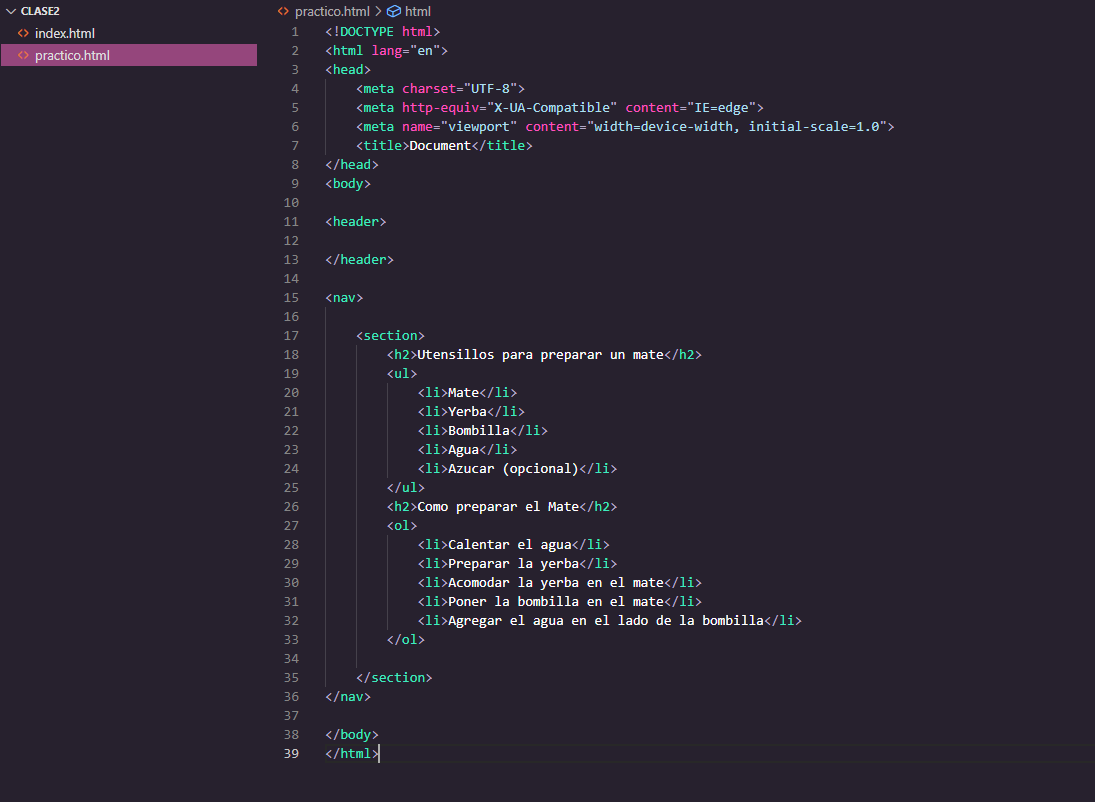 CLASE2
index.html
practico.html
practico.html > html
1 <!DOCTYPE html>
2 <html lang="en">
3 <head>
4     <meta charset="UTF-8">
5     <meta http-equiv="X-UA-Compatible" content="IE=edge">
6     <meta name="viewport" content="width=device-width, initial-scale=1.0">
7     <title>Document</title>
8 </head>
9 <body>
10
11 <header>
12
13 </header>
14
15 <nav>
16
17     <section>
18         <h2>Utensillos para preparar un mate</h2>
19         <ul>
20             <li>Mate</li>
21             <li>Yerba</li>
22             <li>Bombilla</li>
23             <li>Agua</li>
24             <li>Azucar (opcional)</li>
25         </ul>
26         <h2>Como preparar el Mate</h2>
27         <ol>
28             <li>Calentar el agua</li>
29             <li>Preparar la yerba</li>
30             <li>Acomodar la yerba en el mate</li>
31             <li>Poner la bombilla en el mate</li>
32             <li>Agregar el agua en el lado de la bombilla</li>
33         </ol>
34
35     </section>
36 </nav>
37
38 </body>
39 </html>